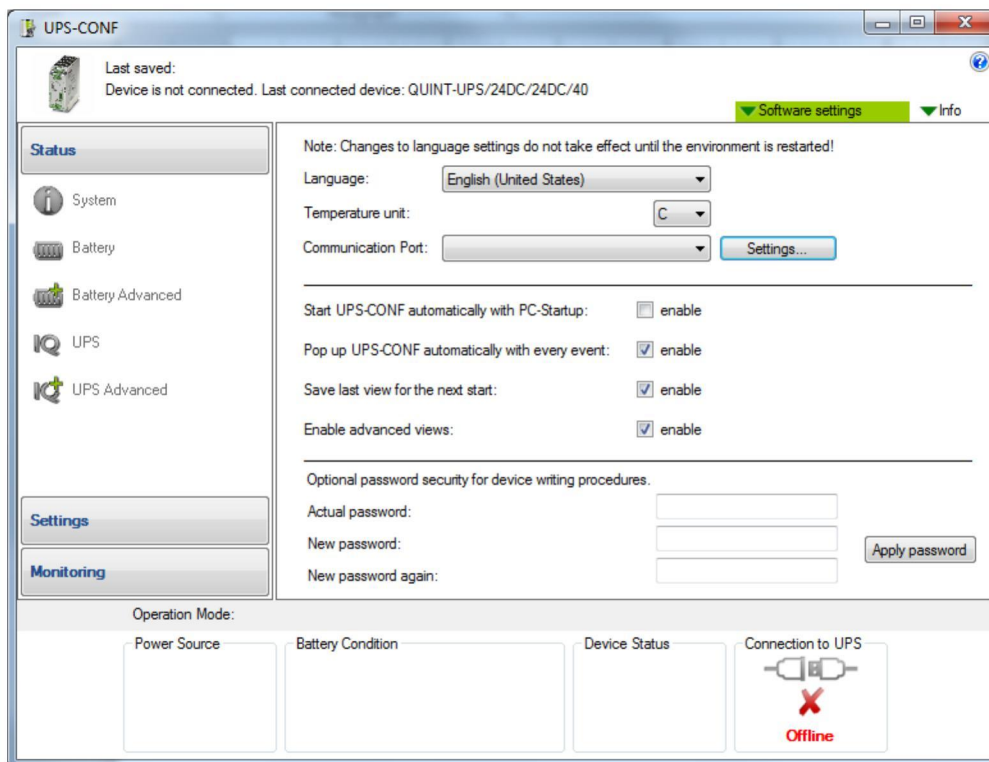 UPS-CONF
Last saved:
Device is not connected. Last connected device: QUINT-UPS/24DC/24DC/40
Software settings
Info
Status
System
Battery
Battery Advanced
IQ
UPS
IQ
UPS Advanced
Settings
Monitoring
Note: Changes to language settings do not take effect until the environment is restarted!
Language: English (United States)
Temperature unit: C
Communication Port: Settings...
Start UPS-CONF automatically with PC-Startup: enable
Pop up UPS-CONF automatically with every event: enable
Save last view for the next start: enable
Enable advanced views: enable
Optional password security for device writing procedures.
Actual password:
New password:
New password again:
Apply password
Operation Mode:
Power Source
Battery Condition
Device Status
Connection to UPS
Offline